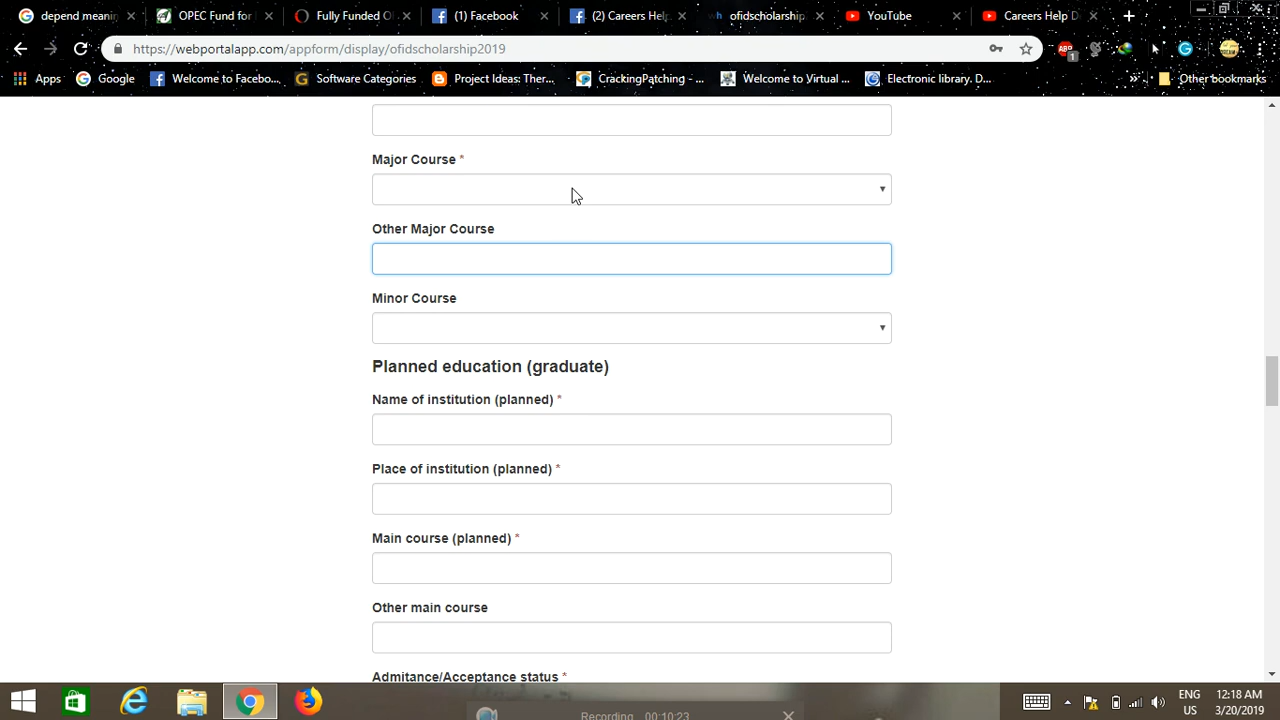 depend meani
OPEC Fund for
Fully Funded O
(1) Facebook
(2) Careers Help
ofidscholarship
YouTube
Careers Help D
https://webportalapp.com/appform/display/ofidscholarship2019
ABP
1
Apps
Google
Welcome to Facebo...
Software Categories
Project Ideas: Ther...
CrackingPatching - ...
Welcome to Virtual ...
Electronic library. D...
Other bookmarks
Major Course *
Other Major Course
Minor Course
Planned education (graduate)
Name of institution (planned) *
Place of institution (planned) *
Main course (planned) *
Other main course
Admitance/Acceptance status *
Recording 00:10:23
ENG
US
12:18 AM
3/20/2019